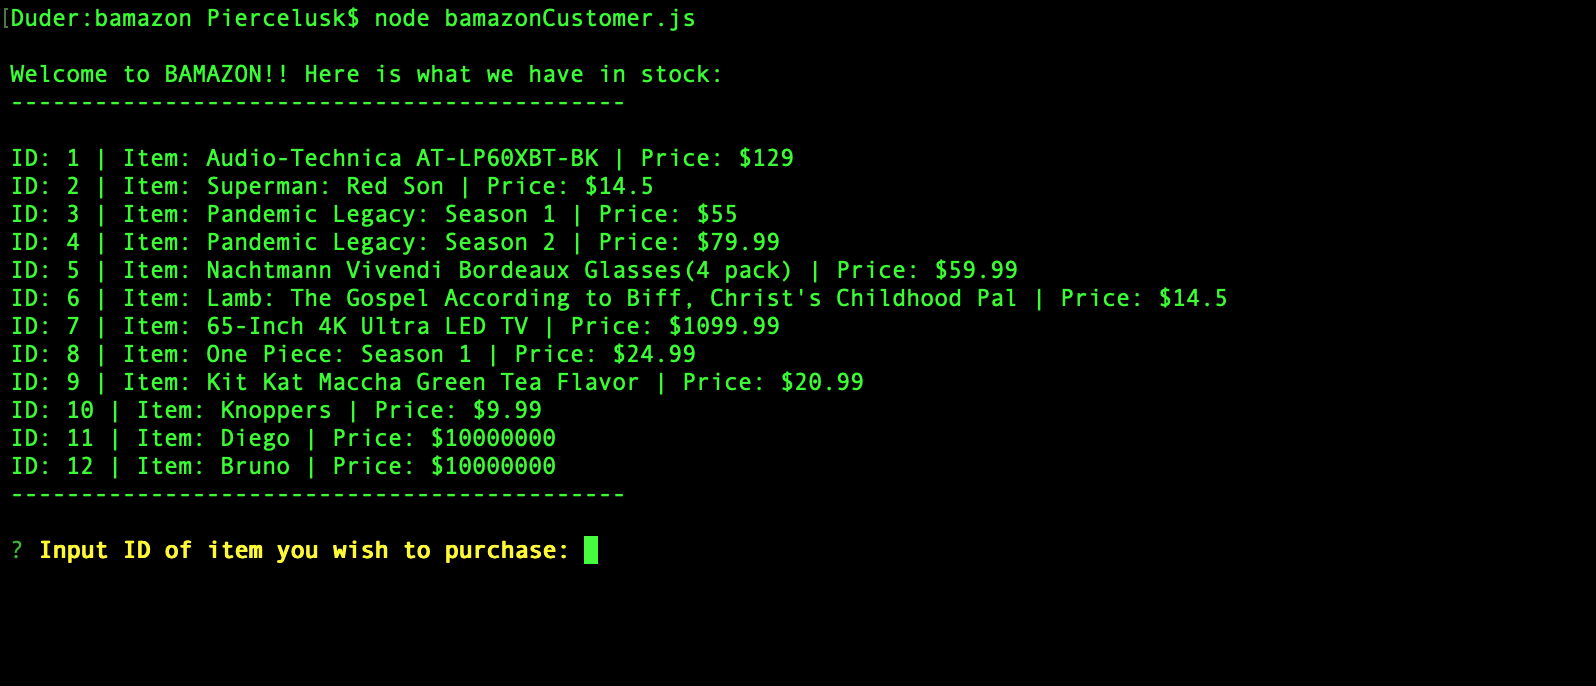 [Duder:bamazon Piercelusk$ node bamazonCustomer.js
Welcome to BAMAZON!! Here is what we have in stock:
--------------------------------------------
ID: 1 | Item: Audio-Technica AT-LP60XBT-BK | Price: $129
ID: 2 | Item: Superman: Red Son | Price: $14.5
ID: 3 | Item: Pandemic Legacy: Season 1 | Price: $55
ID: 4 | Item: Pandemic Legacy: Season 2 | Price: $79.99
ID: 5 | Item: Nachtmann Vivendi Bordeaux Glasses(4 pack) | Price: $59.99
ID: 6 | Item: Lamb: The Gospel According to Biff, Christ's Childhood Pal | Price: $14.5
ID: 7 | Item: 65-Inch 4K Ultra LED TV | Price: $1099.99
ID: 8 | Item: One Piece: Season 1 | Price: $24.99
ID: 9 | Item: Kit Kat Maccha Green Tea Flavor | Price: $20.99
ID: 10 | Item: Knoppers | Price: $9.99
ID: 11 | Item: Diego | Price: $10000000
ID: 12 | Item: Bruno | Price: $10000000
--------------------------------------------
? Input ID of item you wish to purchase: